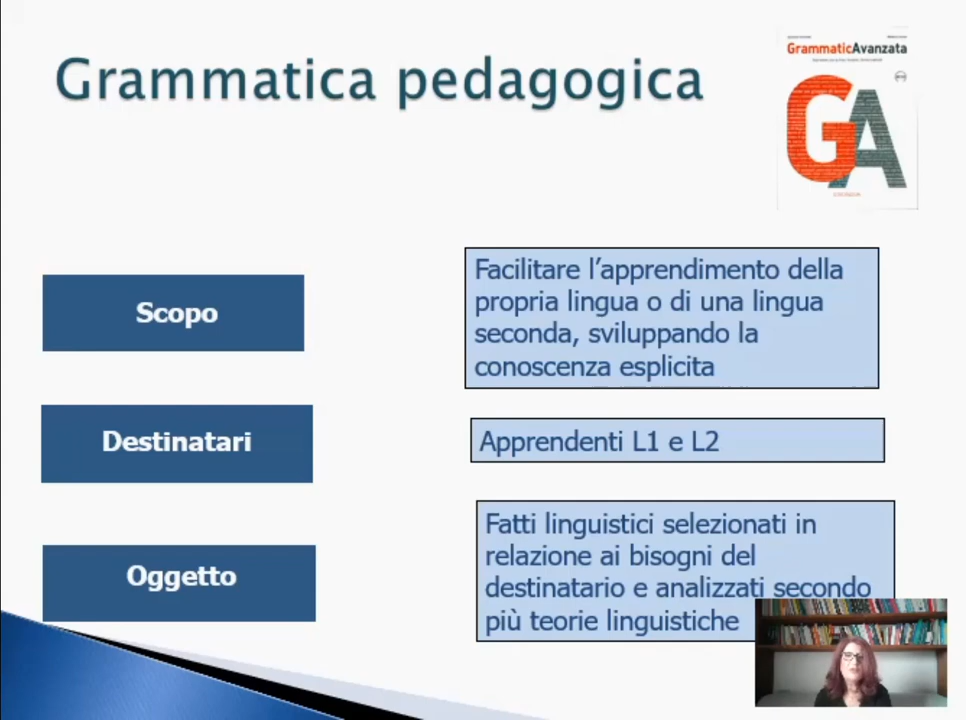 Grammatica pedagogica
GrammaticAvanzata
GA
Scopo
Facilitare l’apprendimento della
propria lingua o di una lingua
seconda, sviluppando la
conoscenza esplicita
Destinatari
Apprendenti L1 e L2
Oggetto
Fatti linguistici selezionati in
relazione ai bisogni del
destinatario e analizzati secondo
più teorie linguistiche